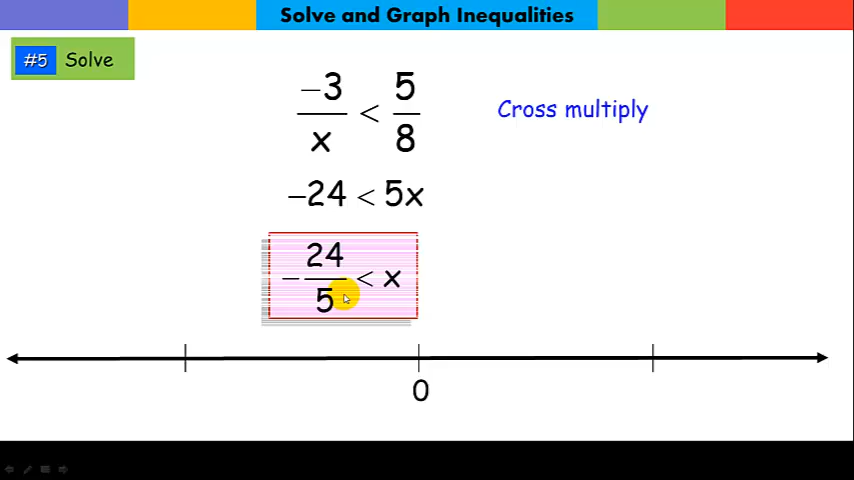 Solve and Graph Inequalities
#5 Solve
-3/x < 5/8
Cross multiply
-24 < 5x
-24/5 < x
0